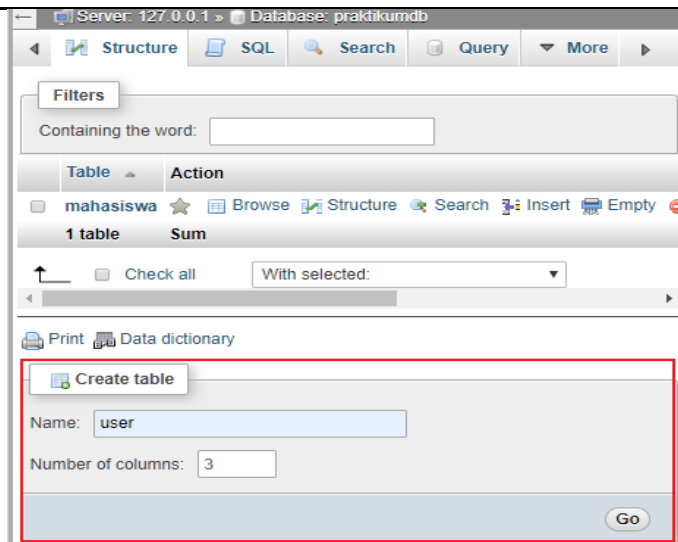 Server: 127.0.0.1 » Database: praktikumdb
Structure SQL Search Query More
Filters
Containing the word:
Table Action
mahasiswa Browse Structure Search Insert Empty
1 table Sum
Check all With selected:
Print Data dictionary
Create table
Name: user
Number of columns: 3
Go